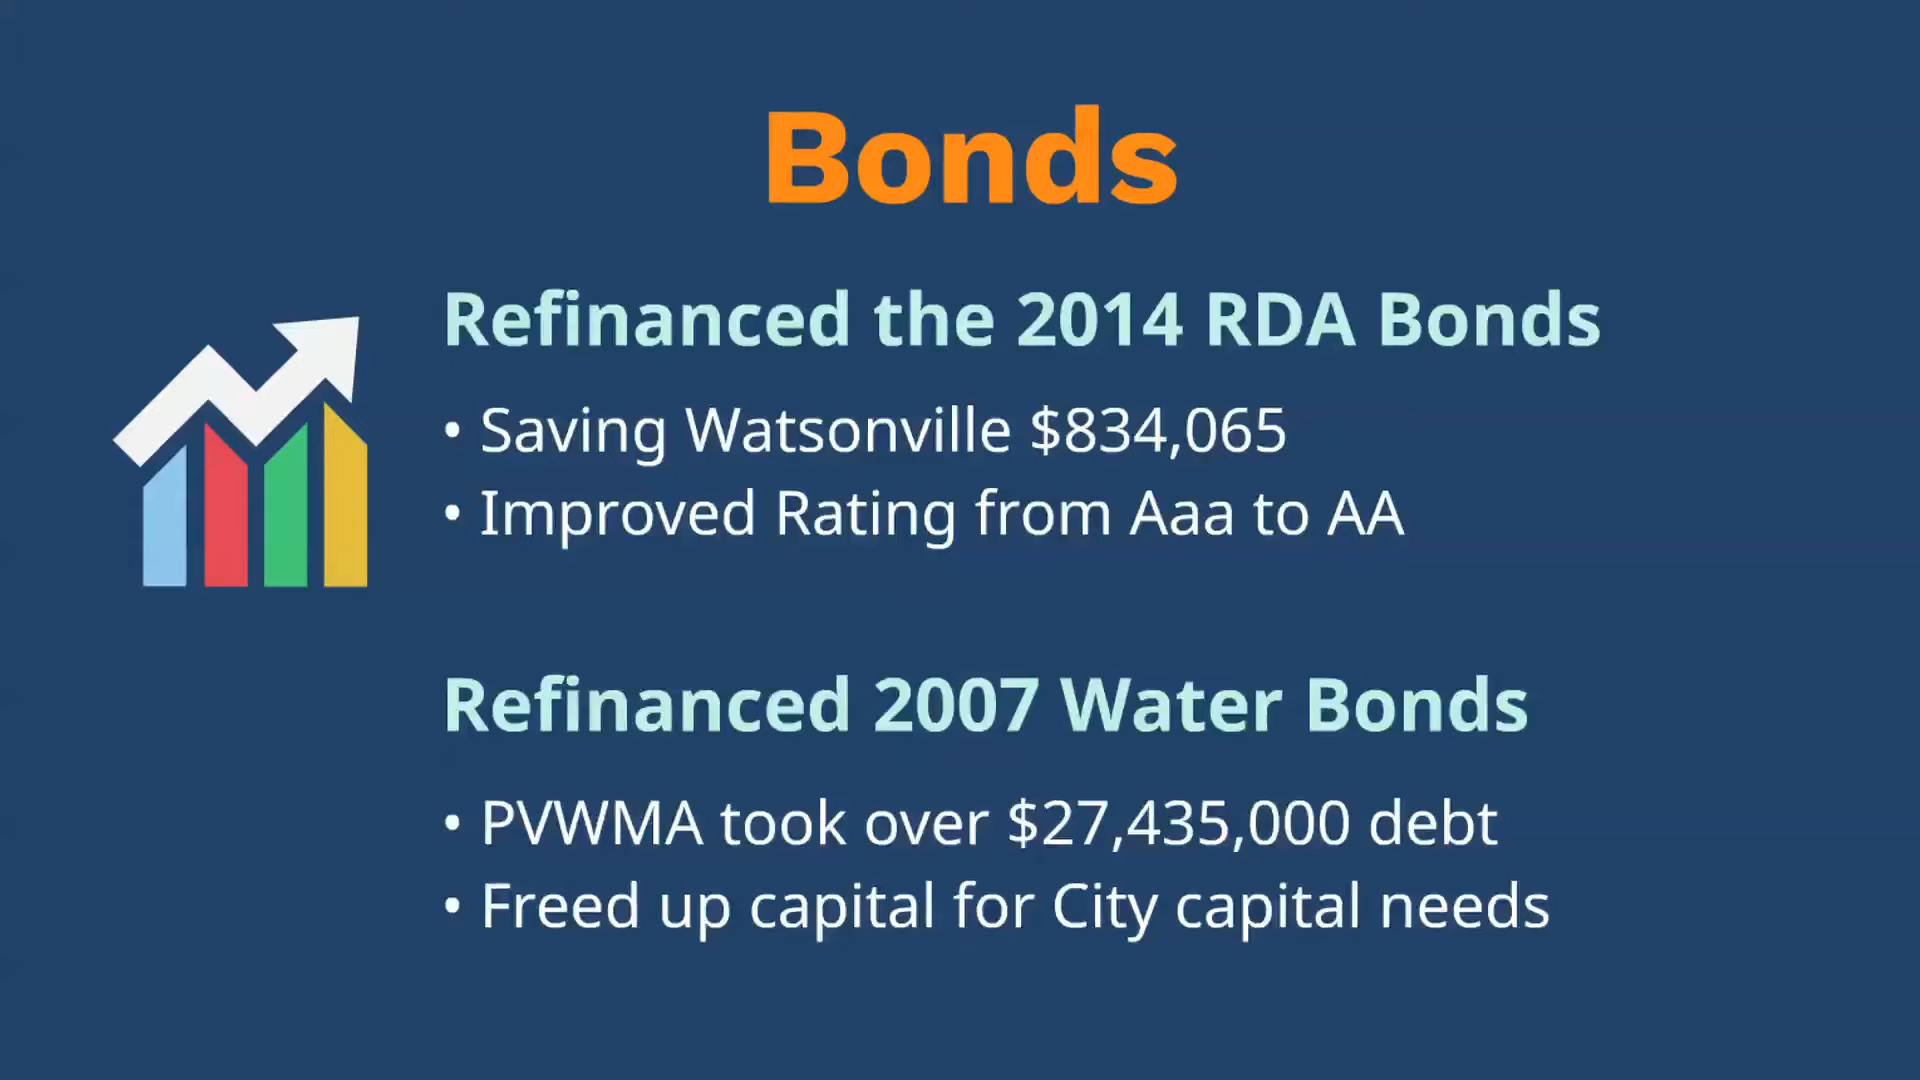 Bonds
Refinanced the 2014 RDA Bonds
• Saving Watsonville $834,065
• Improved Rating from Aaa to AA
Refinanced 2007 Water Bonds
• PVWMA took over $27,435,000 debt
• Freed up capital for City capital needs